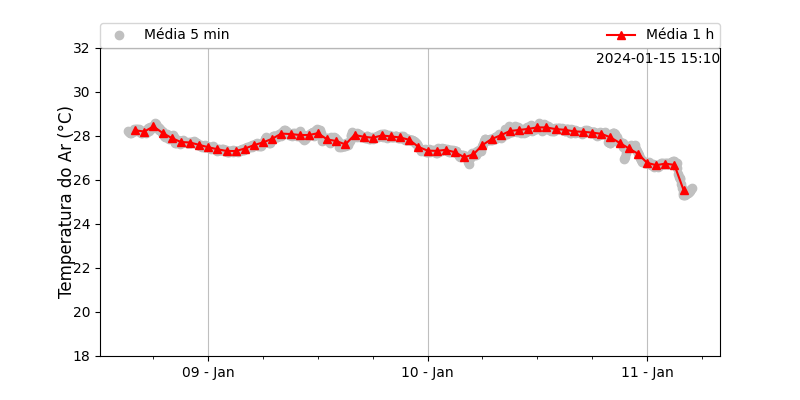 Média 5 min
Média 1 h
2024-01-15 15:10
Temperatura do Ar (°C)
32
30
28
26
24
22
20
18
09 - Jan
10 - Jan
11 - Jan